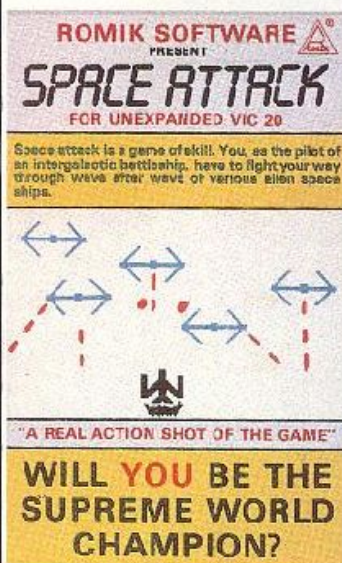 ROMIK SOFTWARE
PRESENT
SPACE ATTACK
FOR UNEXPANDED VIC 20
Space attack is a game of skill. You, as the pilot of
an intergalactic battleship, have to fight your way
through wave after wave of various alien space
ships.
"A REAL ACTION SHOT OF THE GAME"
WILL YOU BE THE
SUPREME WORLD
CHAMPION?